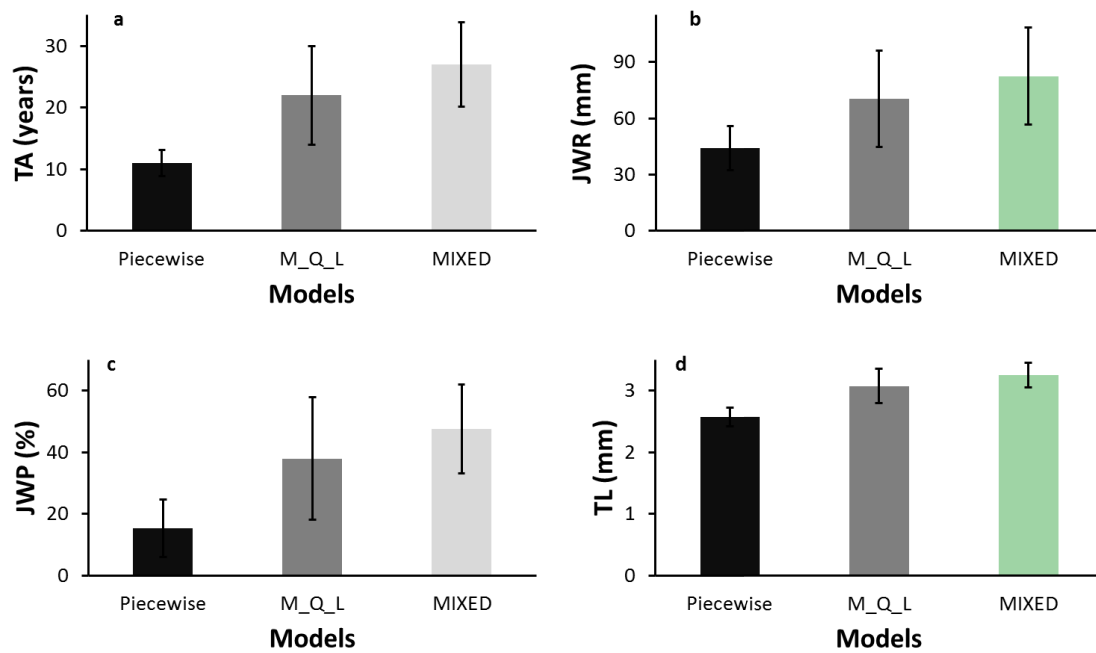 a
TA (years)
30
20
10
0
Piecewise M_Q_L MIXED
Models
b
JWR (mm)
90
60
30
0
Piecewise M_Q_L MIXED
Models
c
JWP (%)
60
40
20
0
Piecewise M_Q_L MIXED
Models
d
TL (mm)
3
2
1
0
Piecewise M_Q_L MIXED
Models